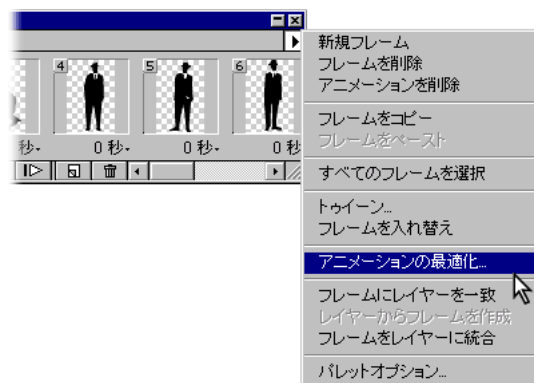 4
5
6
秒
0 秒
0 秒
0 秒
新規フレーム
フレームを削除
アニメーションを削除
フレームをコピー
フレームをペースト
すべてのフレームを選択
トゥイーン...
フレームを入れ替え
アニメーションの最適化...
フレームにレイヤーを一致
レイヤーからフレームを作成
フレームをレイヤーに統合
パレットオプション...